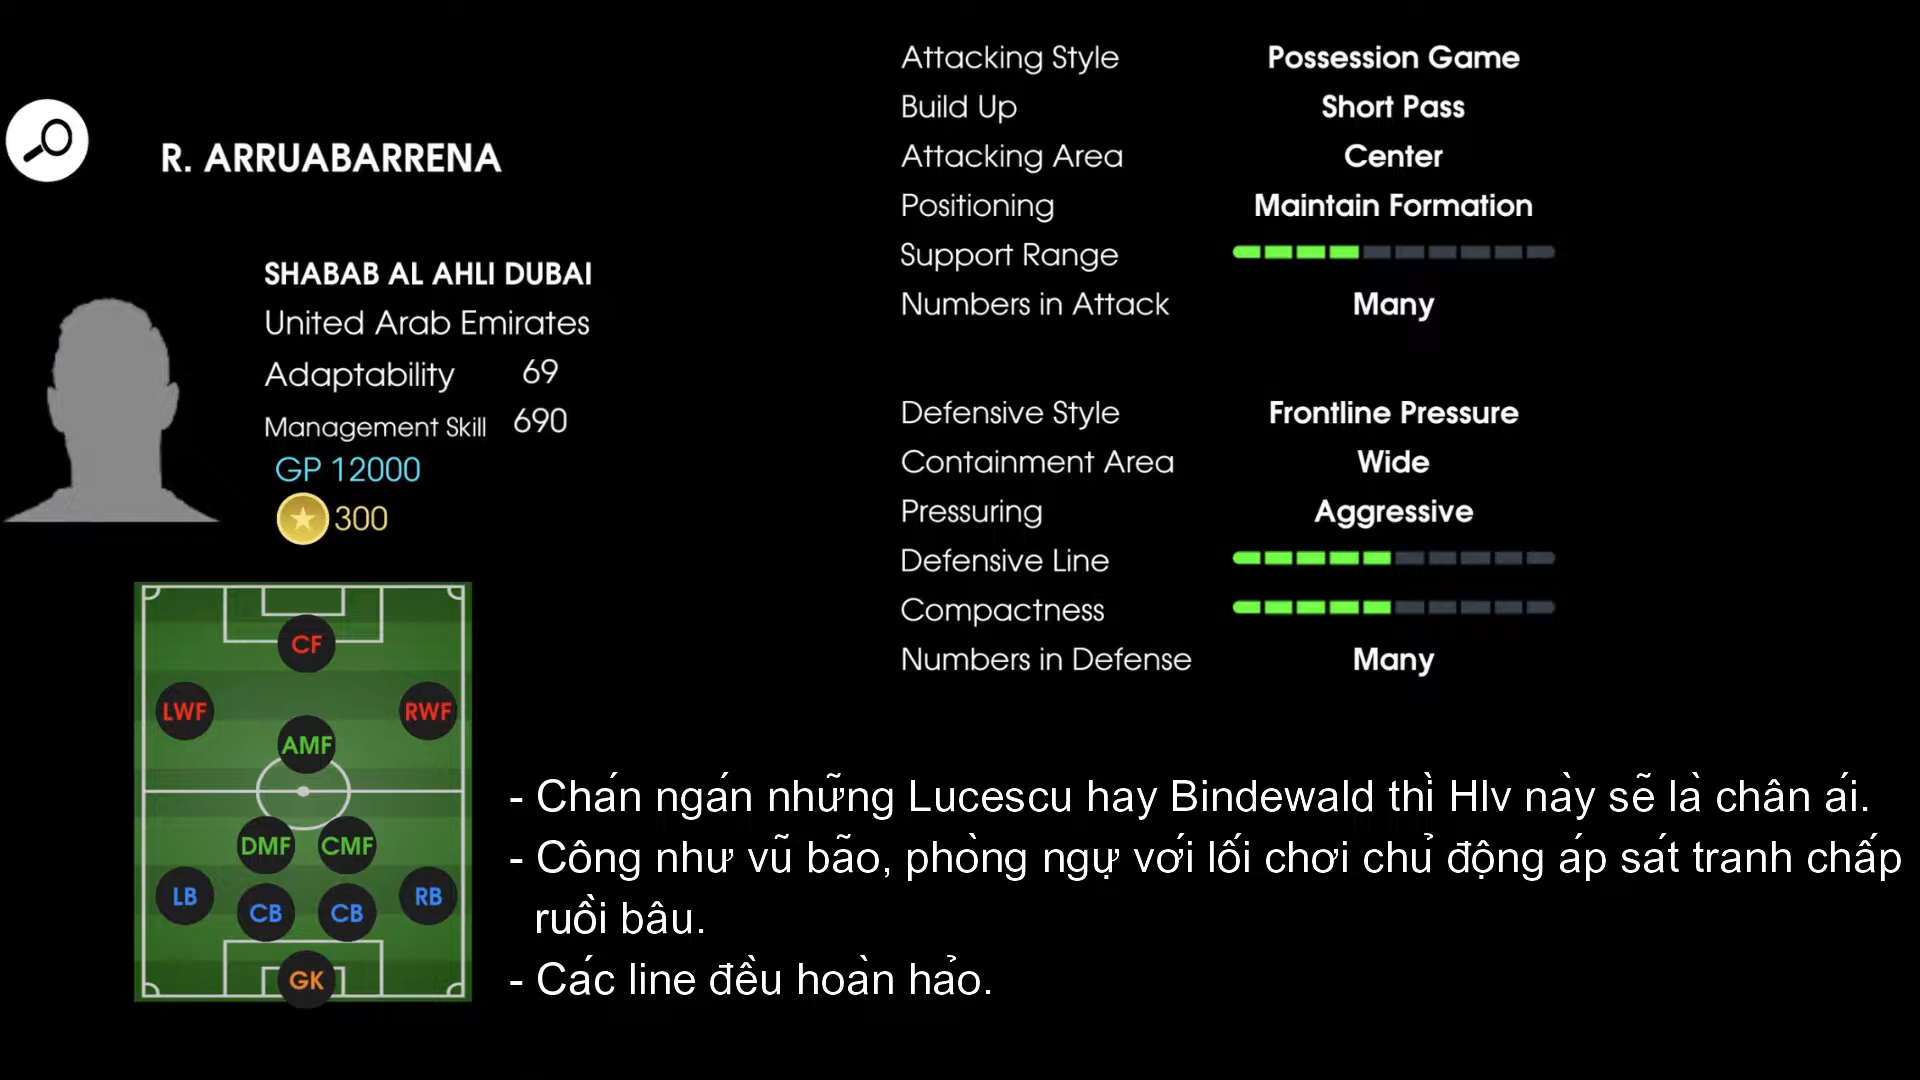 R. ARRUABARRENA
SHABAB AL AHLI DUBAI
United Arab Emirates
Adaptability 69
Management Skill 690
GP 12000
300
CF
LWF RWF
AMF
DMF CMF
LB CB CB RB
GK
Attacking Style Possession Game
Build Up Short Pass
Attacking Area Center
Positioning Maintain Formation
Support Range
Numbers in Attack Many
Defensive Style Frontline Pressure
Containment Area Wide
Pressuring Aggressive
Defensive Line
Compactness
Numbers in Defense Many
- Chán ngán những Lucescu hay Bindewald thì Hlv này sẽ là chân ái.
- Công như vũ bão, phòng ngự với lối chơi chủ động áp sát tranh chấp
ruồi bâu.
- Các line đều hoàn hảo.